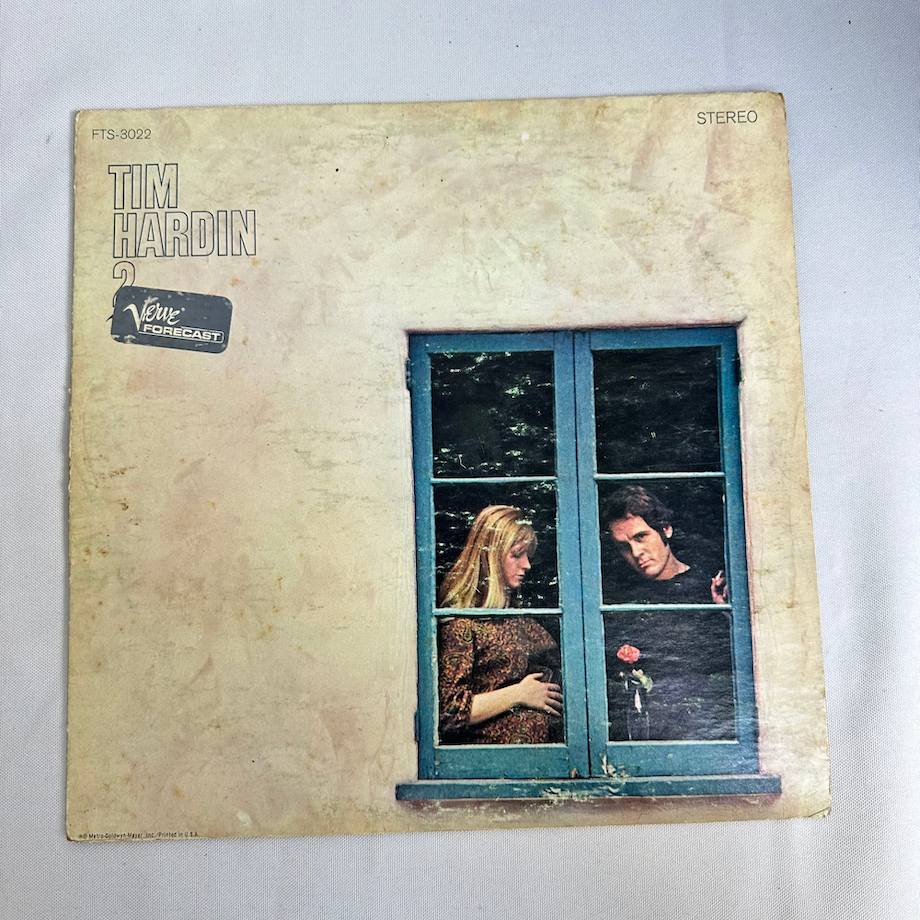 FTS-3022
STEREO
TIM
HARDIN
2
Verve®
FORECAST
Metro-Goldwyn-Mayer, Inc./Printed in U.S.A.